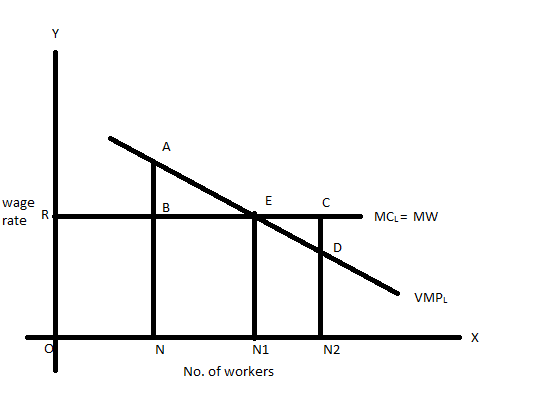 Y
A
wage
rate
R
B
E
C
MCL= MW
D
VMPL
O
N
N1
N2
X
No. of workers